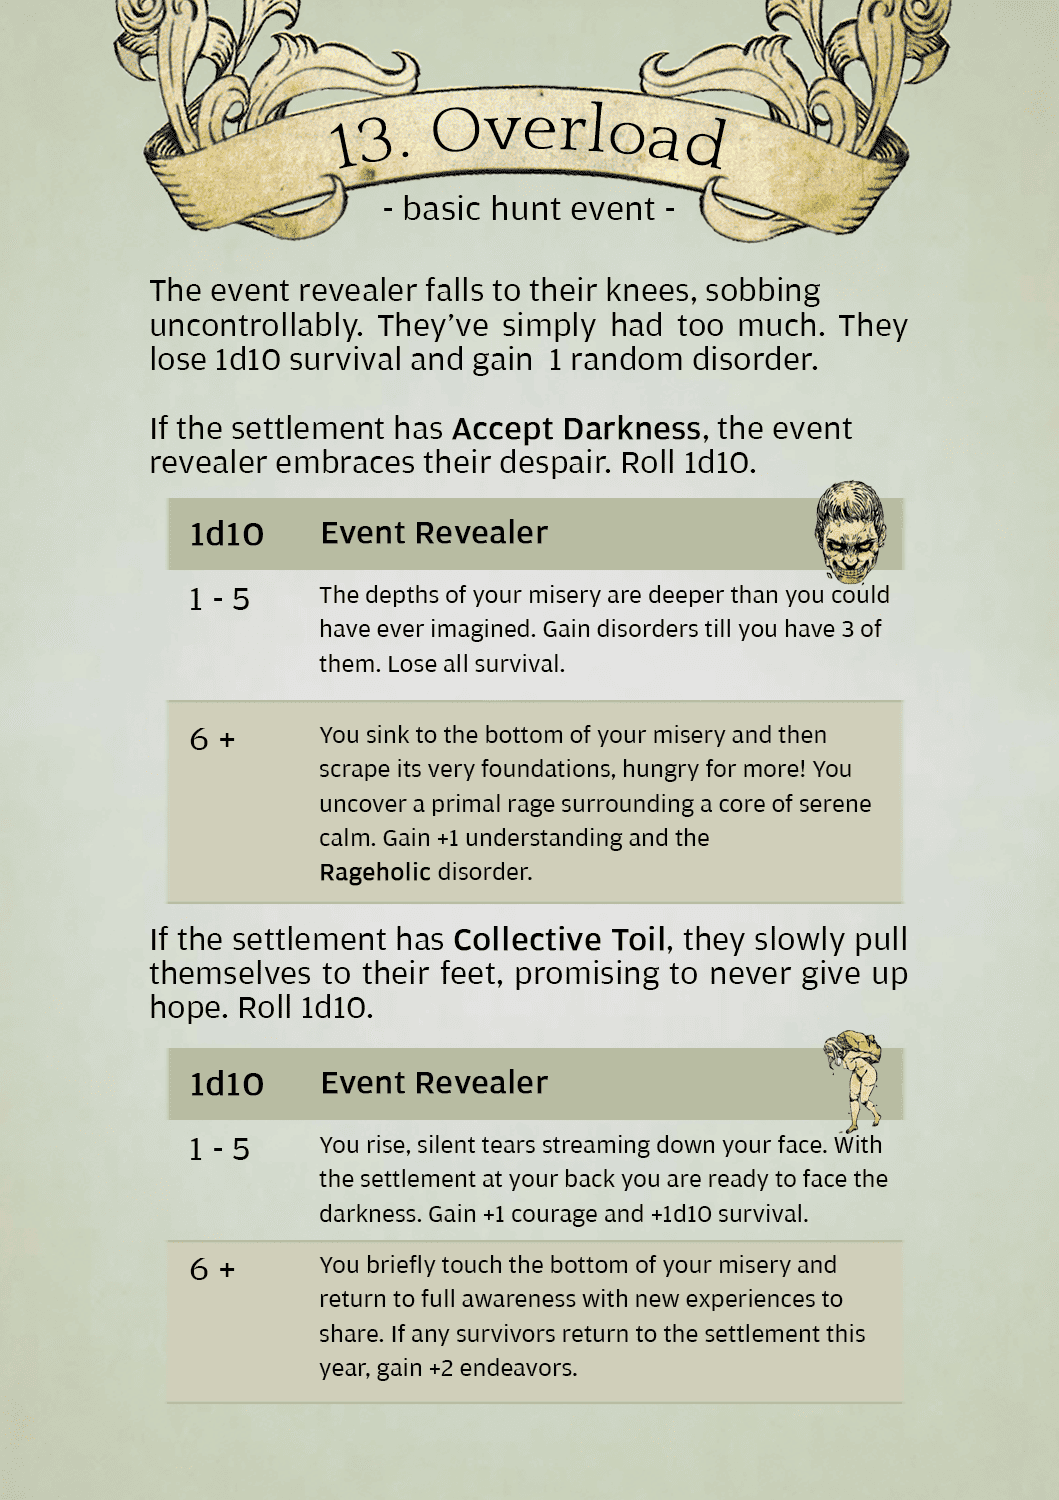 13. Overload
- basic hunt event -
The event revealer falls to their knees, sobbing
uncontrollably. They’ve simply had too much. They
lose 1d10 survival and gain 1 random disorder.
If the settlement has Accept Darkness, the event
revealer embraces their despair. Roll 1d10.
1d10 Event Revealer
1 - 5 The depths of your misery are deeper than you could
have ever imagined. Gain disorders till you have 3 of
them. Lose all survival.
6 + You sink to the bottom of your misery and then
scrape its very foundations, hungry for more! You
uncover a primal rage surrounding a core of serene
calm. Gain +1 understanding and the
Rageholic disorder.
If the settlement has Collective Toil, they slowly pull
themselves to their feet, promising to never give up
hope. Roll 1d10.
1d10 Event Revealer
1 - 5 You rise, silent tears streaming down your face. With
the settlement at your back you are ready to face the
darkness. Gain +1 courage and +1d10 survival.
6 + You briefly touch the bottom of your misery and
return to full awareness with new experiences to
share. If any survivors return to the settlement this
year, gain +2 endeavors.